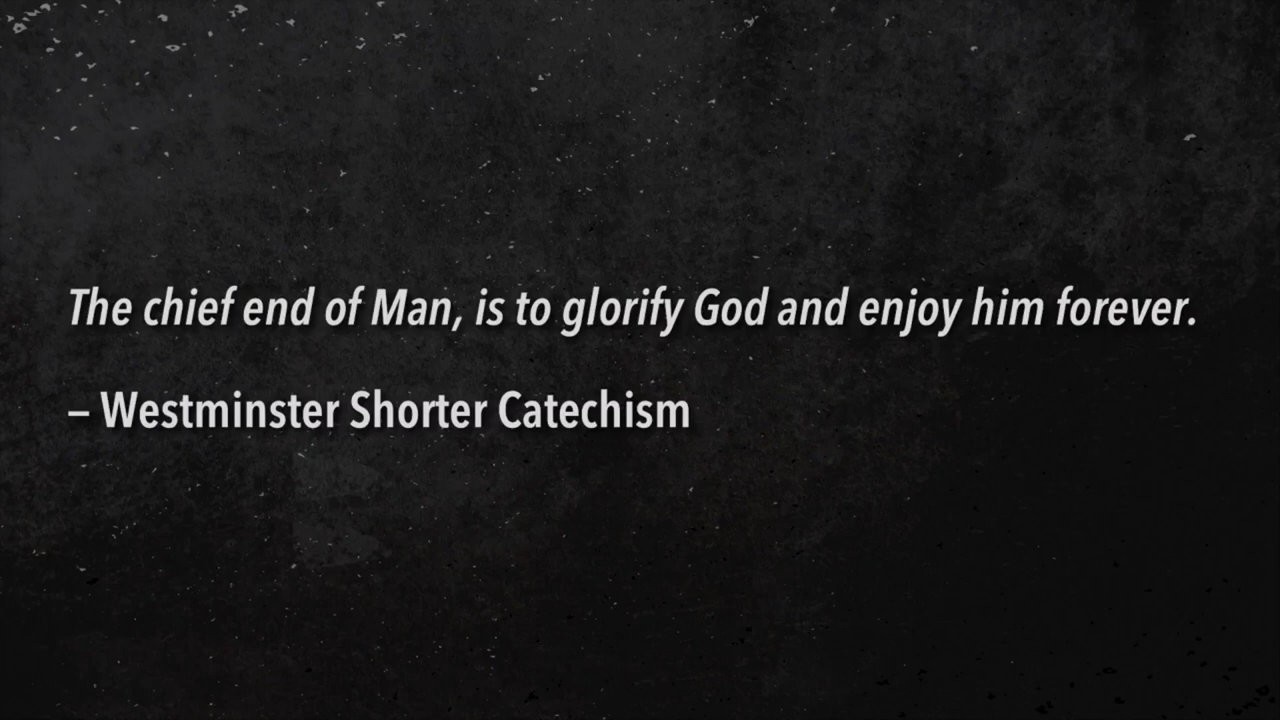 The chief end of Man, is to glorify God and enjoy him forever.
– Westminster Shorter Catechism